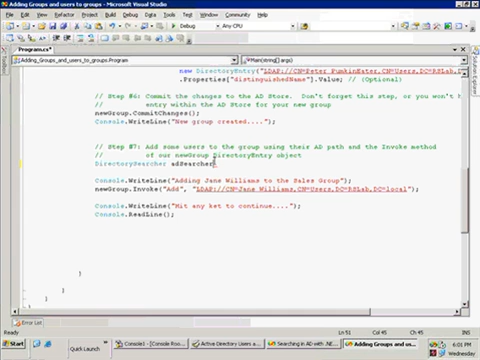 Adding Groups and users to groups - Microsoft Visual Studio
File Edit View Refactor Project Build Debug Data Tools Test Window Community Help
Debug Any CPU
Program.cs*
Adding_Groups_and_users_to_groups.Program Main(string[] args)
new DirectoryEntry("LDAP://CN=Peter PumkinEater,CN=Users,DC=RSLab,D
.Properties["distinguishedName"].Value; // (Optional)
// Step #6: Commit the changes to the AD Store. Don't forget this step, or you won't h
// entry within the AD Store for your new group
newGroup.CommitChanges();
Console.WriteLine("New group created....");
// Step #7: Add some users to the group using their AD path and the Invoke method
// of our newGroup DirectoryEntry object
DirectorySearcher adSearcher
Console.WriteLine("Adding Jane Williams to the Sales Group");
newGroup.Invoke("Add", "LDAP://CN=Jane Williams,CN=Users,DC=RSLab,DC=local");
Console.WriteLine("Hit any ket to continue....");
Console.ReadLine();
}
}
}
Error List
Ready Ln 51 Col 45 Ch 45 INS
Start Quick Launch Console1 - [Console Roo... Active Directory Users a... Searching in AD with .NE... Adding Groups and us... 6:01 PM
Wednesday
Toolbox
Solution Explorer